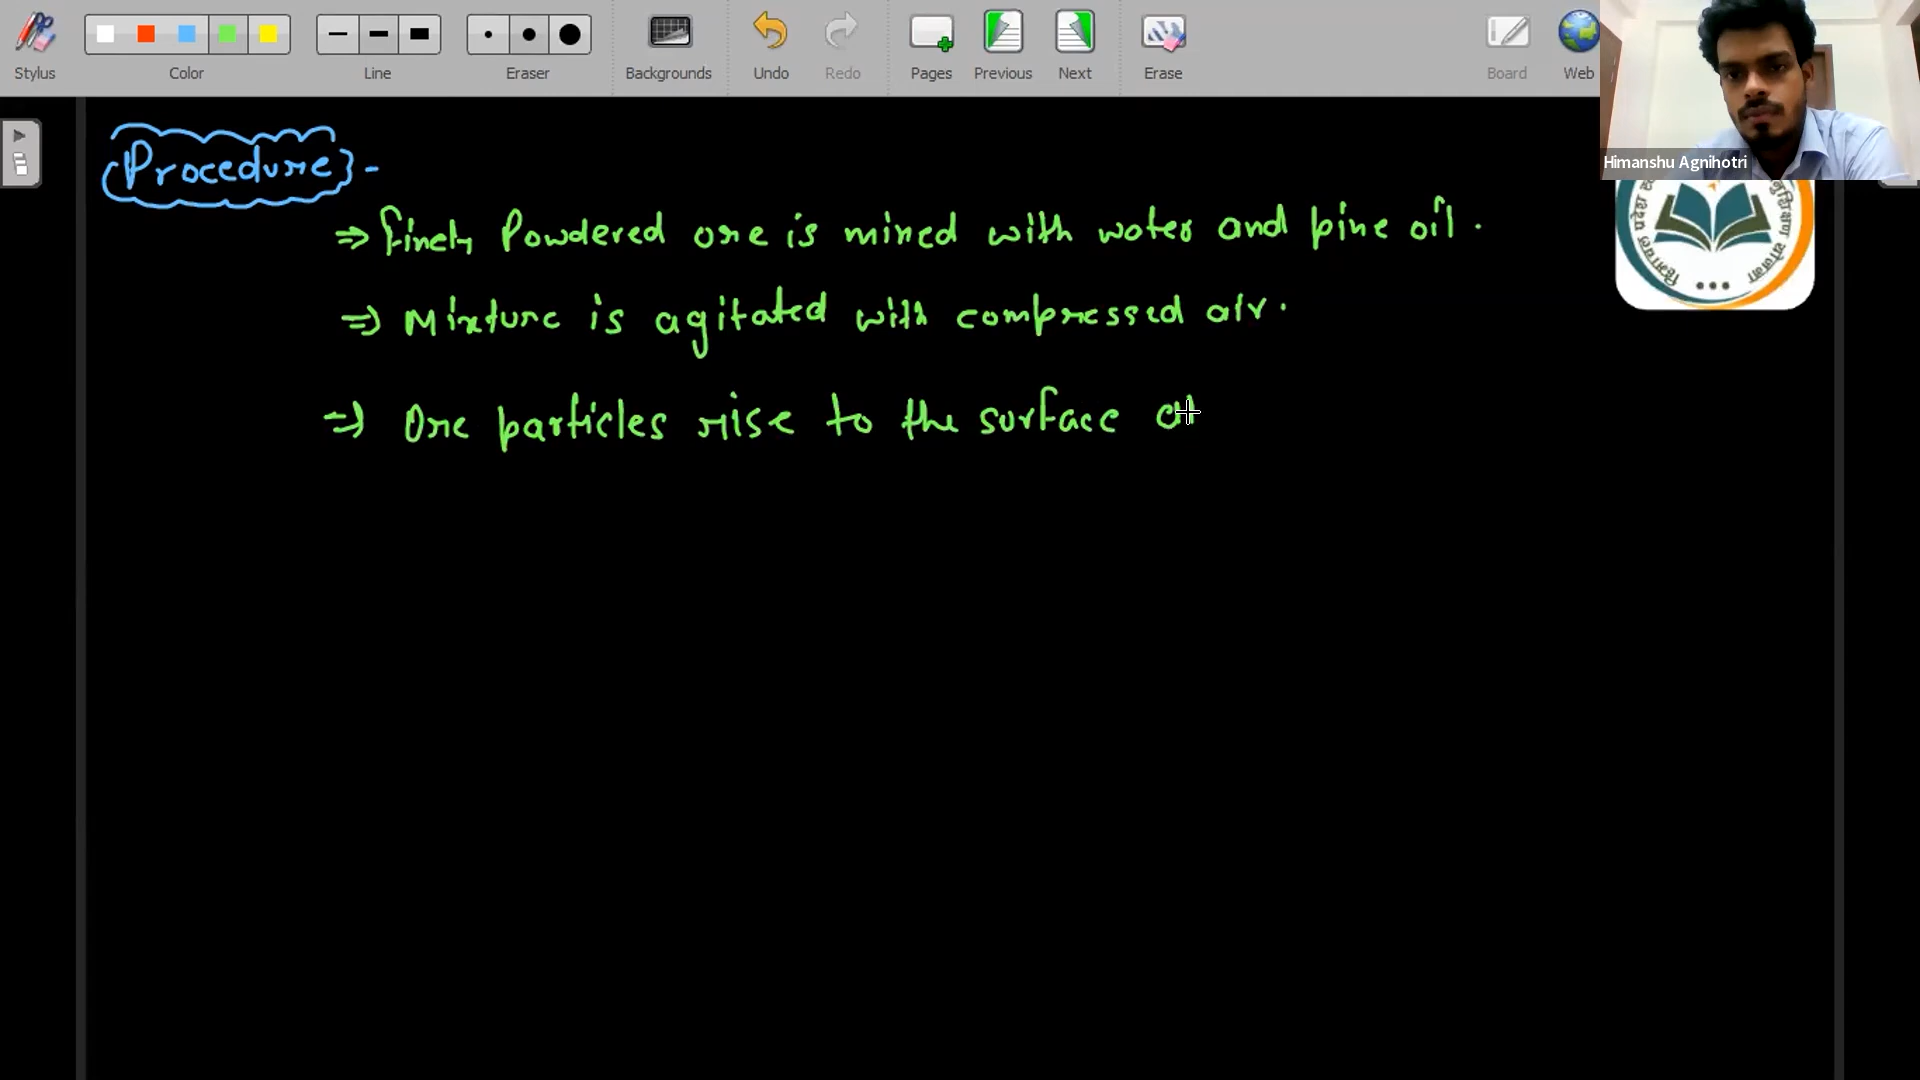 Stylus Color Line Eraser Backgrounds Undo Redo Pages Previous Next Erase Board Web
Himanshu Agnihotri
Procedure -
⇒ finely Powdered ore is mixed with water and pine oil.
⇒ Mixture is agitated with compressed air.
⇒ Ore particles rise to the surface